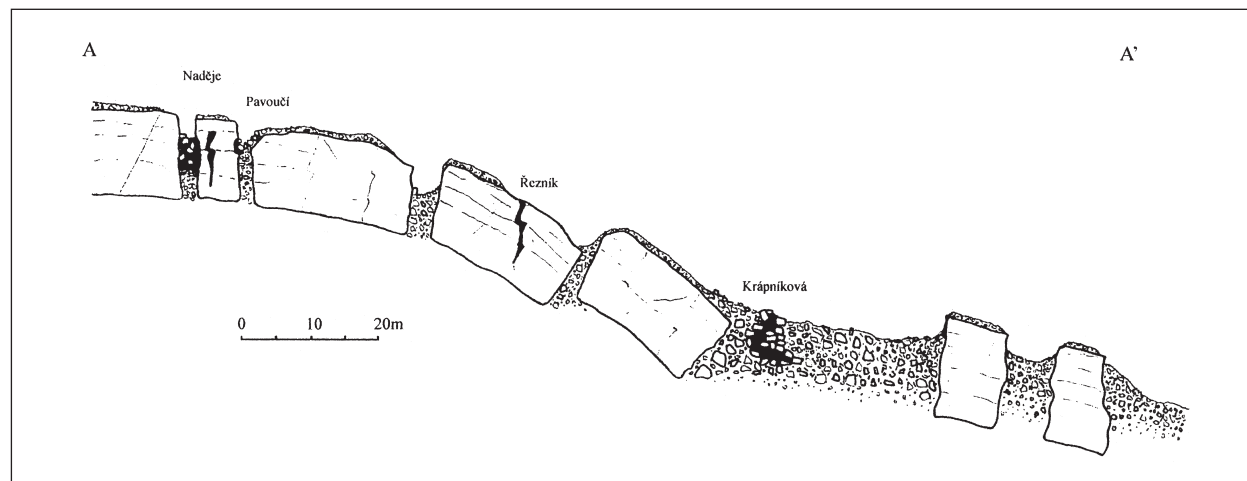 A
A’
Naděje
Pavoučí
Řezník
Krápníková
0 10 20m